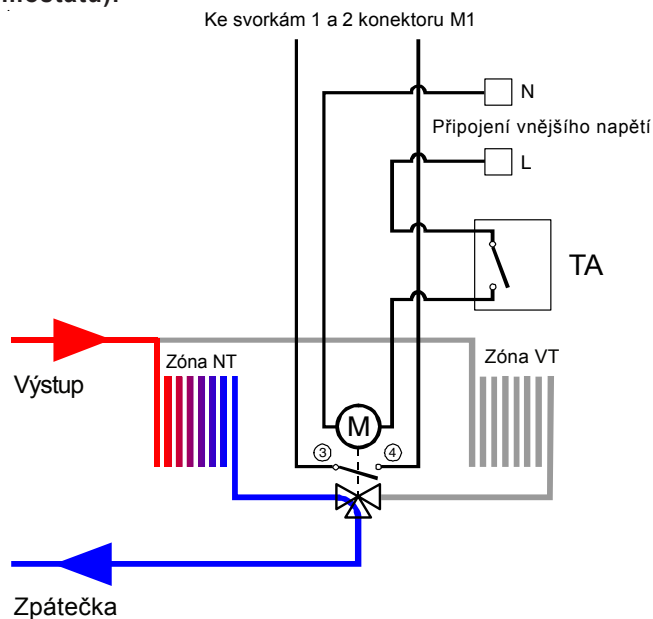 Ke svorkám 1 a 2 konektoru M1
N
Připojení vnějšího napětí
L
TA
Zóna NT
Zóna VT
Výstup
M
3
4
Zpátečka